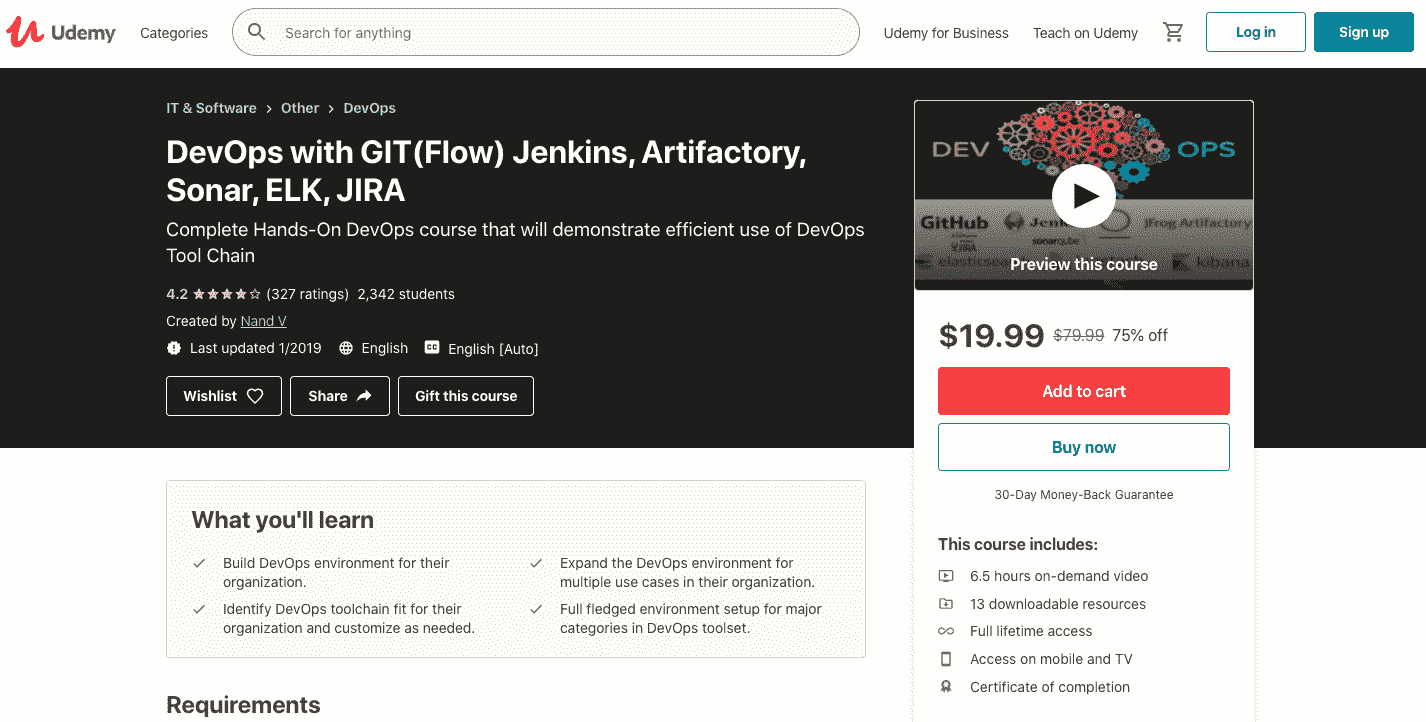 Udemy
Categories
Search for anything
Udemy for Business
Teach on Udemy
Log in
Sign up
IT & Software > Other > DevOps
DevOps with GIT(Flow) Jenkins, Artifactory,
Sonar, ELK, JIRA
Complete Hands-On DevOps course that will demonstrate efficient use of DevOps
Tool Chain
4.2 (327 ratings) 2,342 students
Created by Nand V
Last updated 1/2019 English CC English [Auto]
Wishlist
Share
Gift this course
DEV OPS
GitHub JFrog Artifactory
sonarqube
JIRA
kibana
Preview this course
$19.99 $79.99 75% off
Add to cart
Buy now
30-Day Money-Back Guarantee
This course includes:
6.5 hours on-demand video
13 downloadable resources
Full lifetime access
Access on mobile and TV
Certificate of completion
What you'll learn
Build DevOps environment for their
organization.
Identify DevOps toolchain fit for their
organization and customize as needed.
Expand the DevOps environment for
multiple use cases in their organization.
Full fledged environment setup for major
categories in DevOps toolset.
Requirements